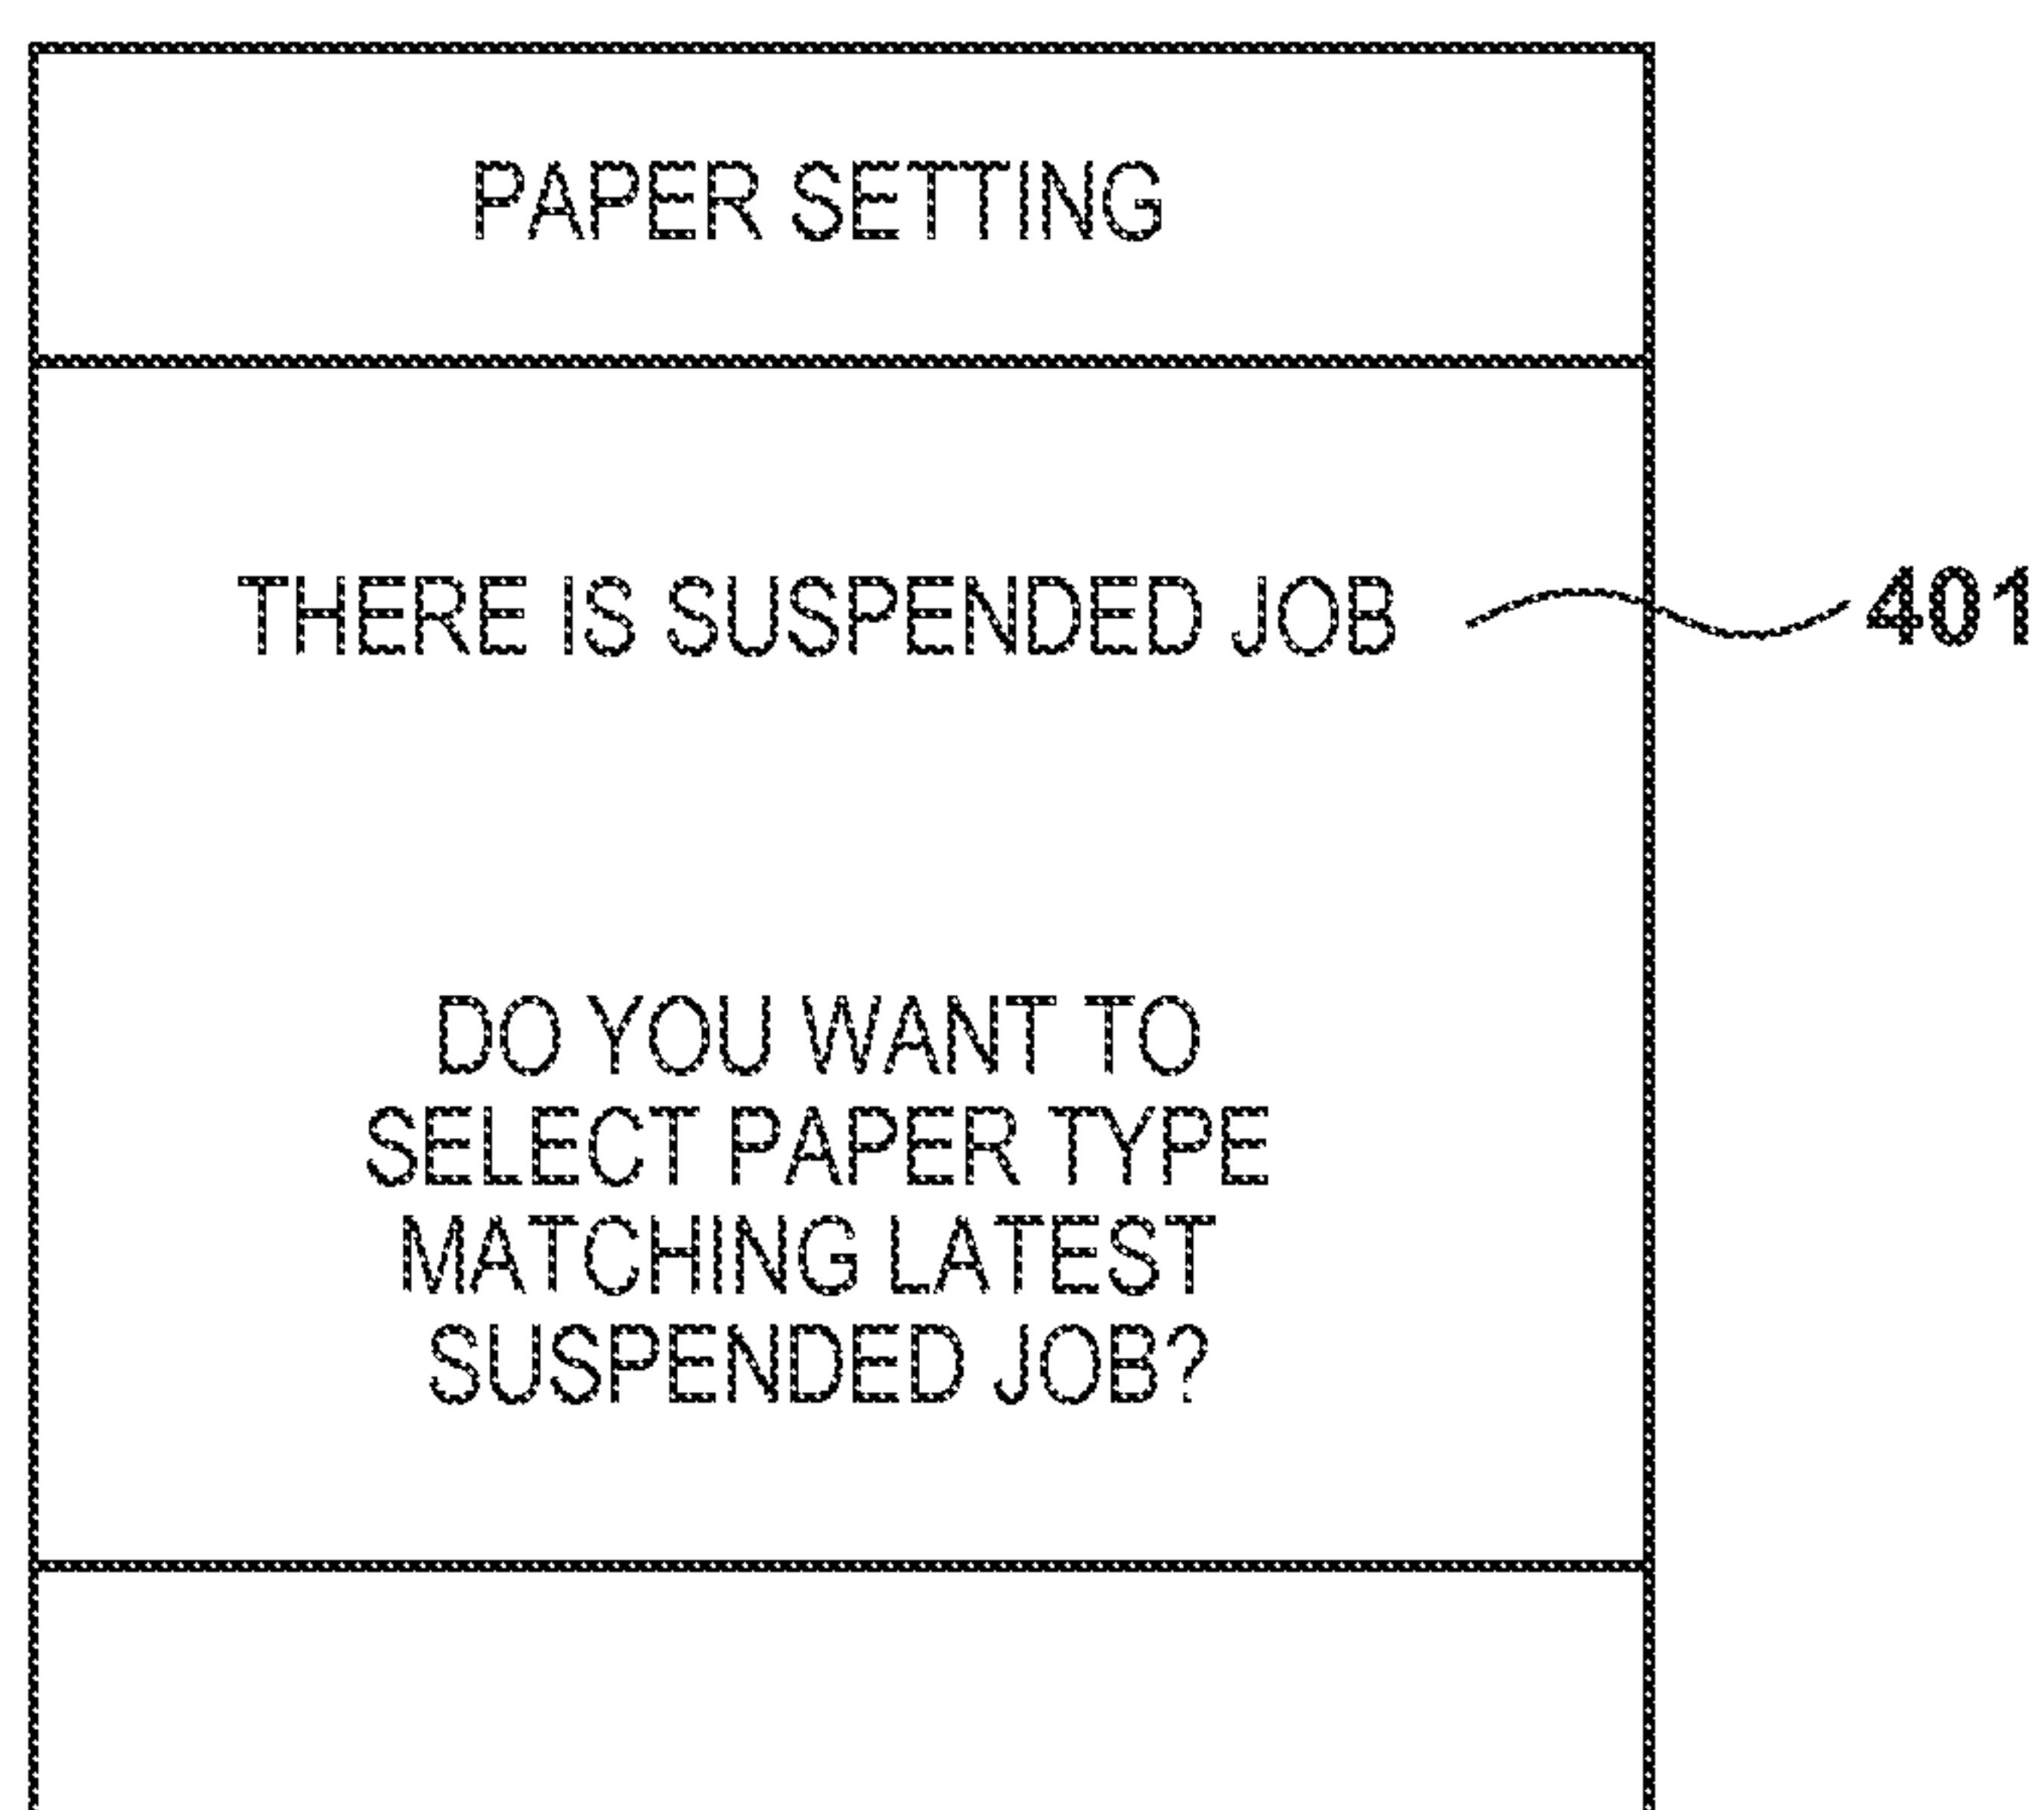 PAPER SETTING
THERE IS SUSPENDED JOB
401
DO YOU WANT TO
SELECT PAPER TYPE
MATCHING LATEST
SUSPENDED JOB?